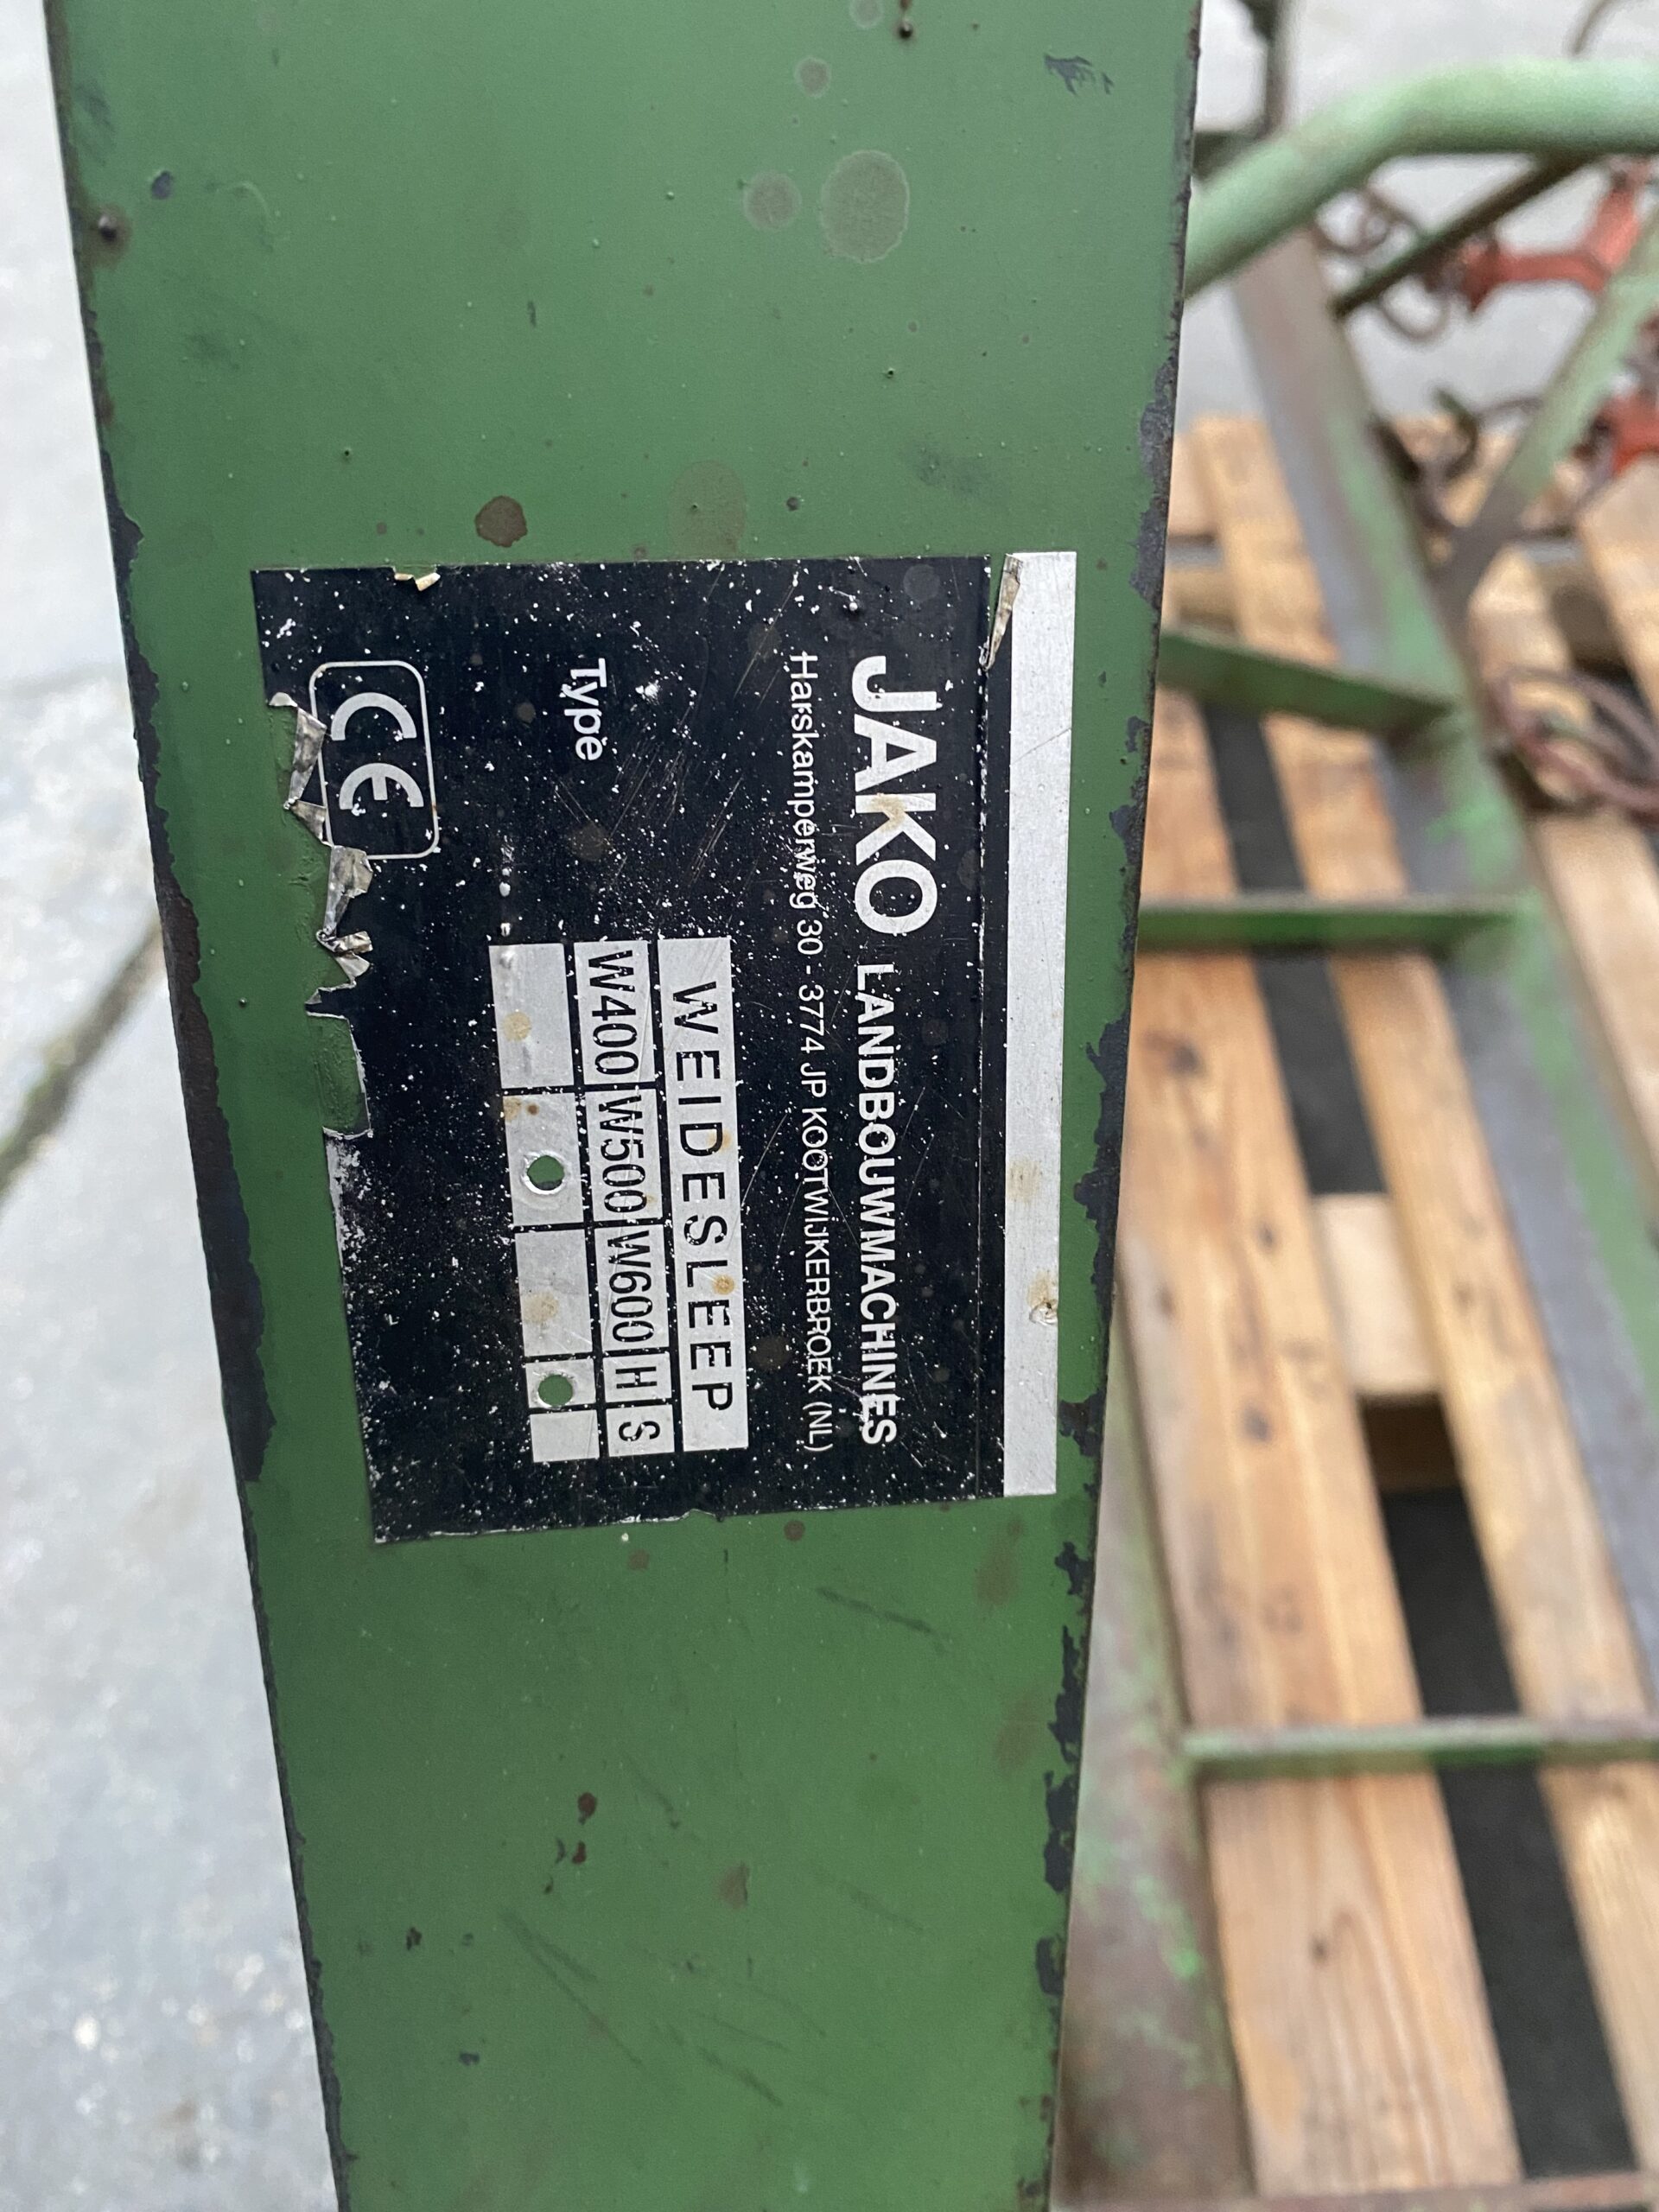 JAKO LANDBOUWMACHINES
Harskamperweg 30 - 3774 JP KOOTWIJKERBROEK (NL)
WEIDESLEEP
Type W400 W500 W600 H S
CE